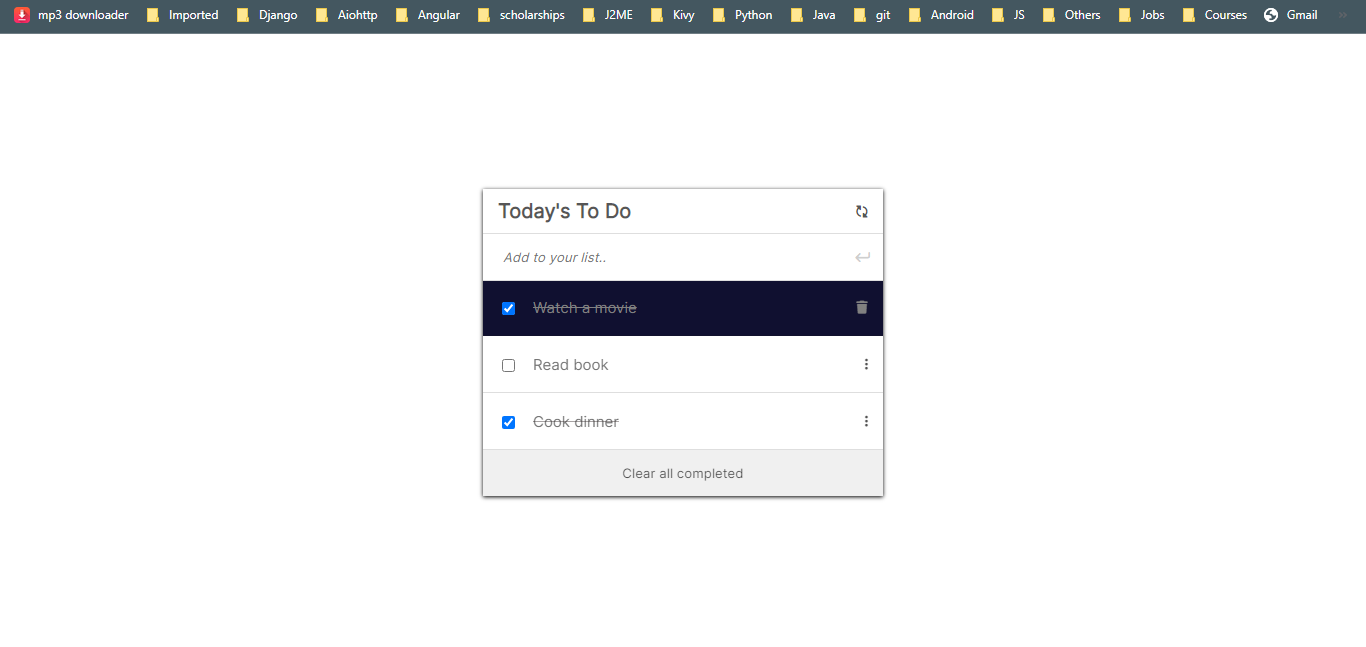 mp3 downloader Imported Django Aiohttp Angular scholarships J2ME Kivy Python Java git Android JS Others Jobs Courses Gmail »
Today's To Do
Add to your list..
Watch a movie
Read book
Cook dinner
Clear all completed